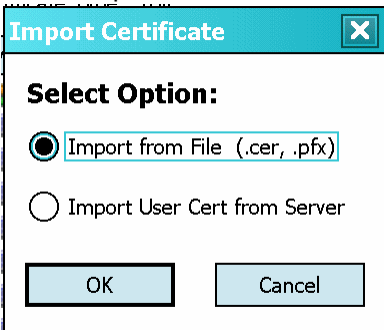 Import Certificate
Select Option:
Import from File (.cer, .pfx)
Import User Cert from Server
OK
Cancel